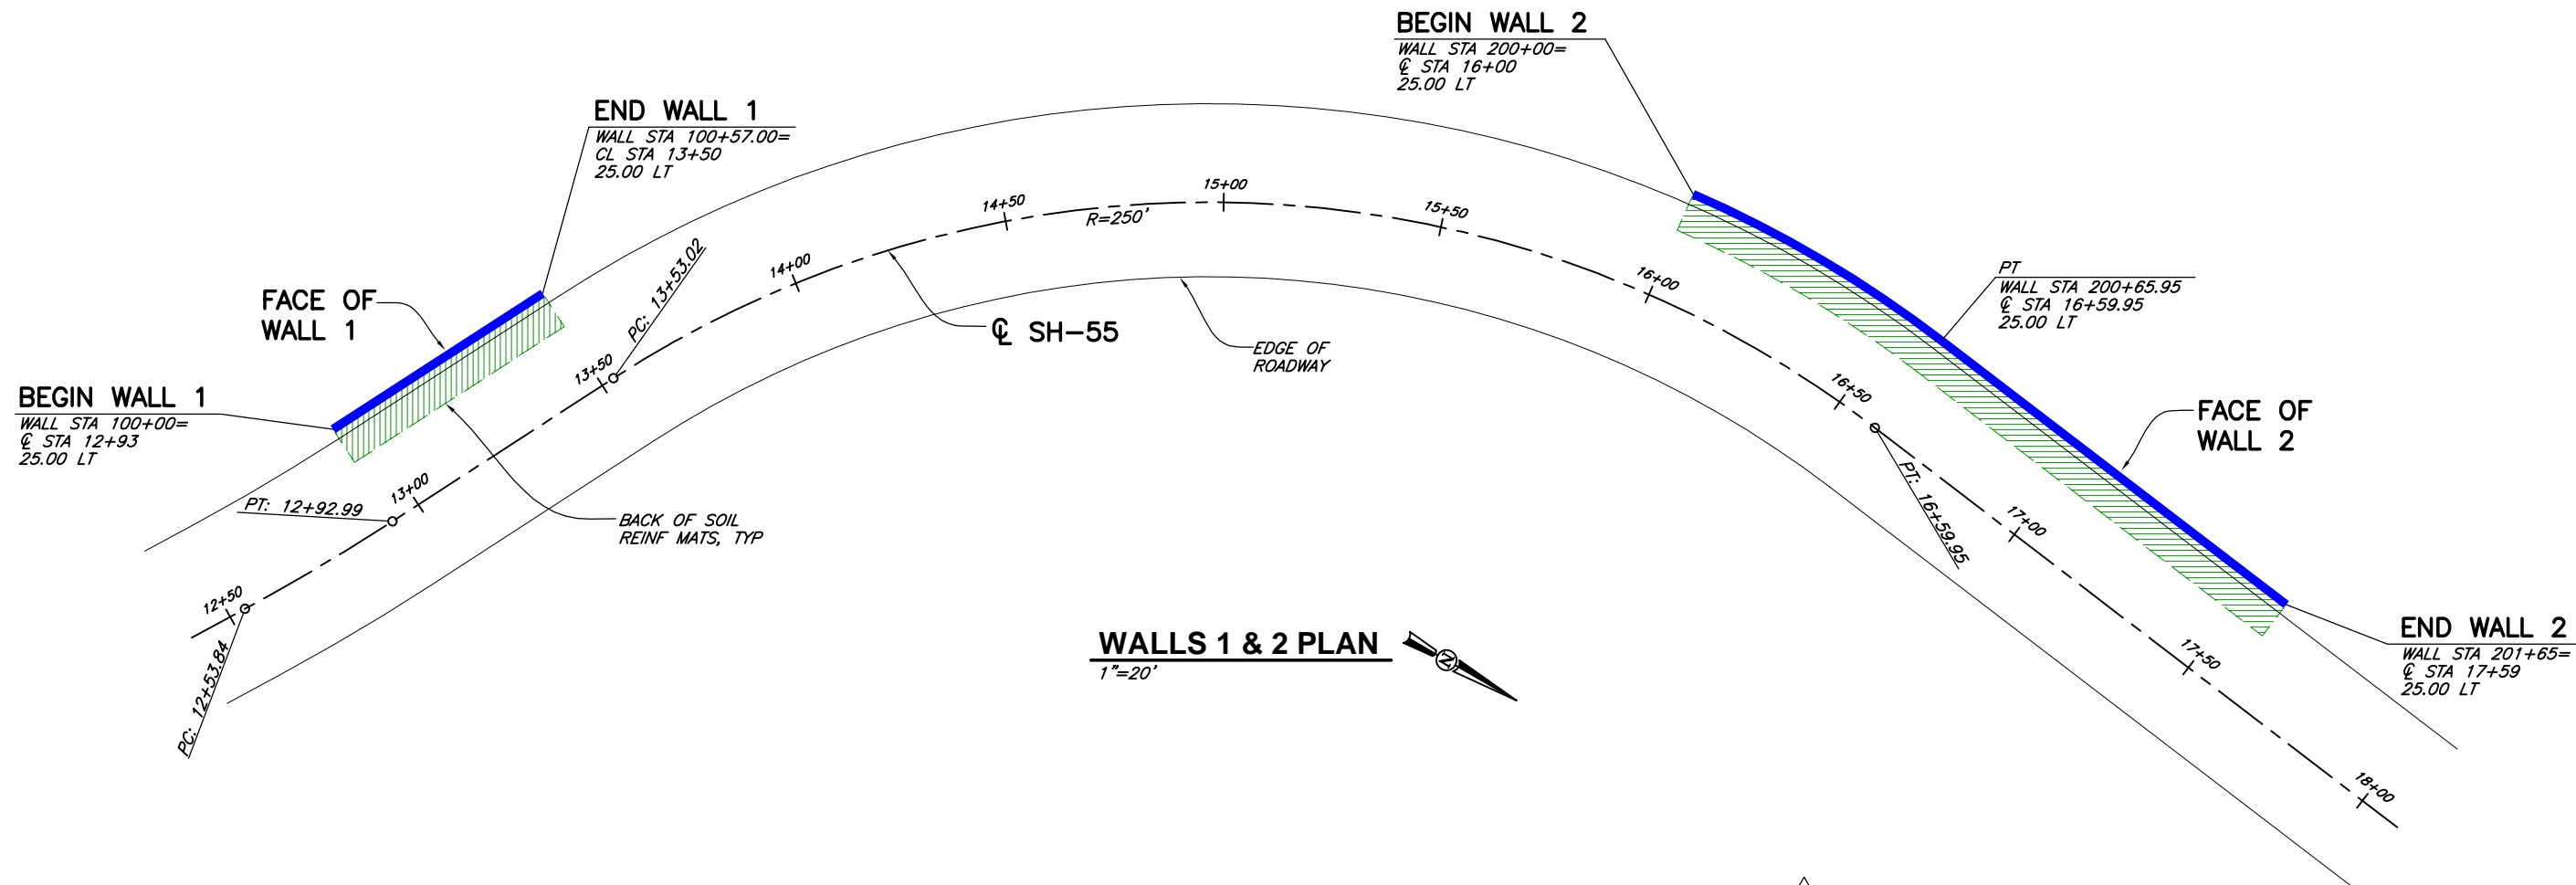 BEGIN WALL 2
WALL STA 200+00=
℄ STA 16+00
25.00 LT
END WALL 1
WALL STA 100+57.00=
CL STA 13+50
25.00 LT
FACE OF
WALL 1
BEGIN WALL 1
WALL STA 100+00=
℄ STA 12+93
25.00 LT
PT: 12+92.99
12+50
PC: 12+53.84
13+00
13+50
PC: 13+53.02
14+00
14+50
R=250'
15+00
15+50
16+00
16+50
PT: 16+59.95
17+00
17+50
18+00
℄ SH-55
EDGE OF
ROADWAY
BACK OF SOIL
REINF MATS, TYP
PT
WALL STA 200+65.95
℄ STA 16+59.95
25.00 LT
FACE OF
WALL 2
END WALL 2
WALL STA 201+65=
℄ STA 17+59
25.00 LT
WALLS 1 & 2 PLAN
1"=20'
N